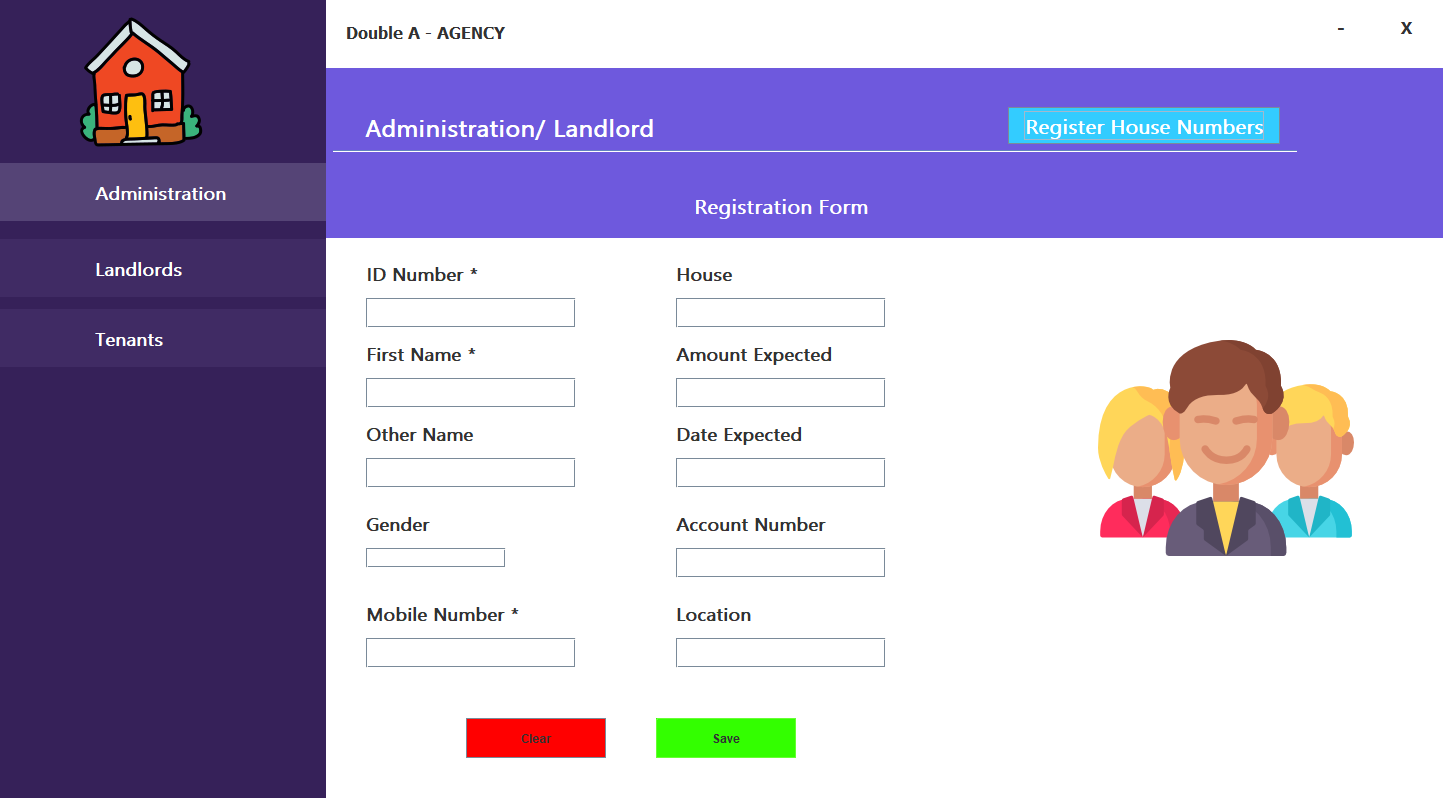 Double A - AGENCY
-
X
Administration/ Landlord
Register House Numbers
Registration Form
Administration
Landlords
Tenants
ID Number *
House
First Name *
Amount Expected
Other Name
Date Expected
Gender
Account Number
Mobile Number *
Location
Clear
Save